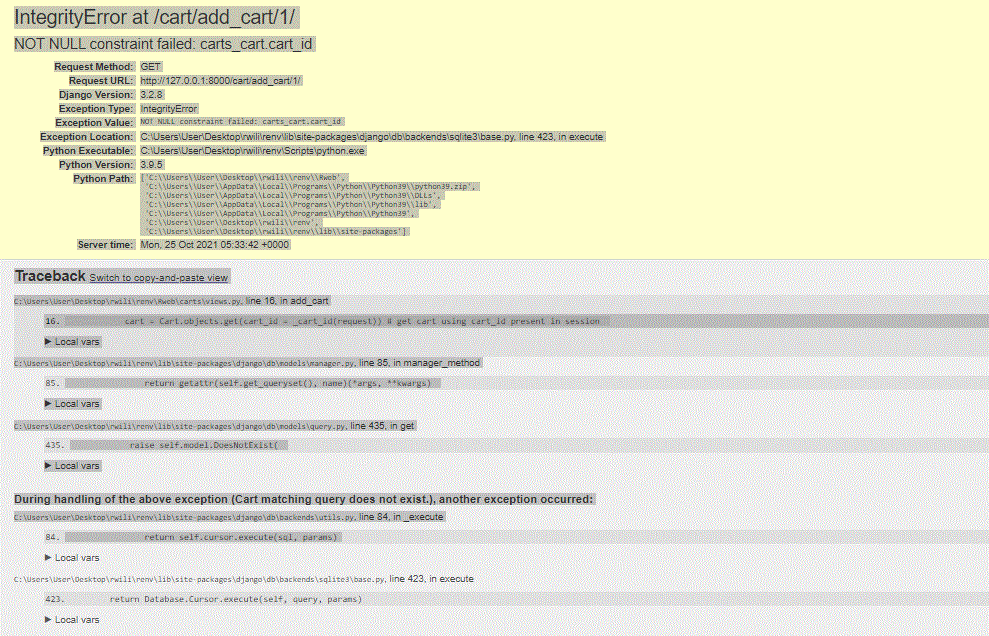 IntegrityError at /cart/add_cart/1/
NOT NULL constraint failed: carts_cart.cart_id
Request Method: GET
Request URL: http://127.0.0.1:8000/cart/add_cart/1/
Django Version: 3.2.8
Exception Type: IntegrityError
Exception Value: NOT NULL constraint failed: carts_cart.cart_id
Exception Location: C:\Users\User\Desktop\rwili\renv\lib\site-packages\django\db\backends\sqlite3\base.py, line 423, in execute
Python Executable: C:\Users\User\Desktop\rwili\renv\Scripts\python.exe
Python Version: 3.9.5
Python Path: ['C:\\Users\\User\\Desktop\\rwili\\renv\\Rweb',
'C:\\Users\\User\\AppData\\Local\\Programs\\Python\\Python39\\python39.zip',
'C:\\Users\\User\\AppData\\Local\\Programs\\Python\\Python39\\DLLs',
'C:\\Users\\User\\AppData\\Local\\Programs\\Python\\Python39\\lib',
'C:\\Users\\User\\AppData\\Local\\Programs\\Python\\Python39',
'C:\\Users\\User\\Desktop\\rwili\\renv',
'C:\\Users\\User\\Desktop\\rwili\\renv\\lib\\site-packages']
Server time: Mon, 25 Oct 2021 05:33:42 +0000
Traceback Switch to copy-and-paste view
C:\Users\User\Desktop\rwili\renv\Rweb\carts\views.py, line 16, in add_cart
16. cart = Cart.objects.get(cart_id = _cart_id(request)) # get cart using cart_id present in session
▶ Local vars
C:\Users\User\Desktop\rwili\renv\lib\site-packages\django\db\models\manager.py, line 85, in manager_method
85. return getattr(self.get_queryset(), name)(*args, **kwargs)
▶ Local vars
C:\Users\User\Desktop\rwili\renv\lib\site-packages\django\db\models\query.py, line 435, in get
435. raise self.model.DoesNotExist(
▶ Local vars
During handling of the above exception (Cart matching query does not exist.), another exception occurred:
C:\Users\User\Desktop\rwili\renv\lib\site-packages\django\db\backends\utils.py, line 84, in _execute
84. return self.cursor.execute(sql, params)
▶ Local vars
C:\Users\User\Desktop\rwili\renv\lib\site-packages\django\db\backends\sqlite3\base.py, line 423, in execute
423. return Database.Cursor.execute(self, query, params)
▶ Local vars